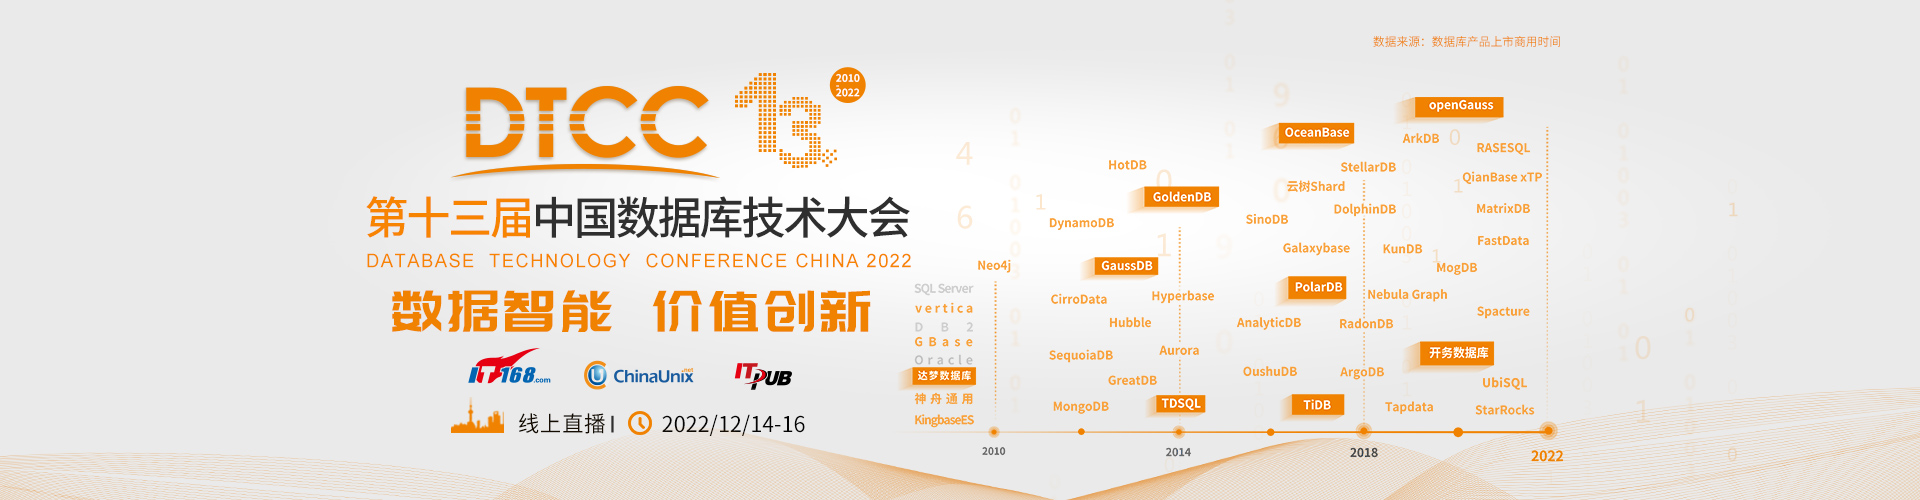 DTCC 13
2010
-
2022
第十三届中国数据库技术大会
DATABASE TECHNOLOGY CONFERENCE CHINA 2022
数据智能 价值创新
IT168.com
ChinaUnix.net
ITPUB
线上直播
2022/12/14-16
数据来源：数据库产品上市商用时间
Neo4j
SQL Server
vertica
DB2
GBase
Oracle
达梦数据库
神舟通用
KingbaseES
HotDB
GoldenDB
DynamoDB
GaussDB
CirroData
Hyperbase
Hubble
SequoiaDB
Aurora
GreatDB
MongoDB
TDSQL
OceanBase
StellarDB
云树Shard
SinoDB
DolphinDB
Galaxybase
PolarDB
AnalyticDB
RadonDB
OushuDB
ArgoDB
TiDB
openGauss
ArkDB
RASESQL
QianBase xTP
MatrixDB
FastData
KunDB
MogDB
Nebula Graph
Spacture
开务数据库
UbiSQL
Tapdata
StarRocks
2010
2014
2018
2022